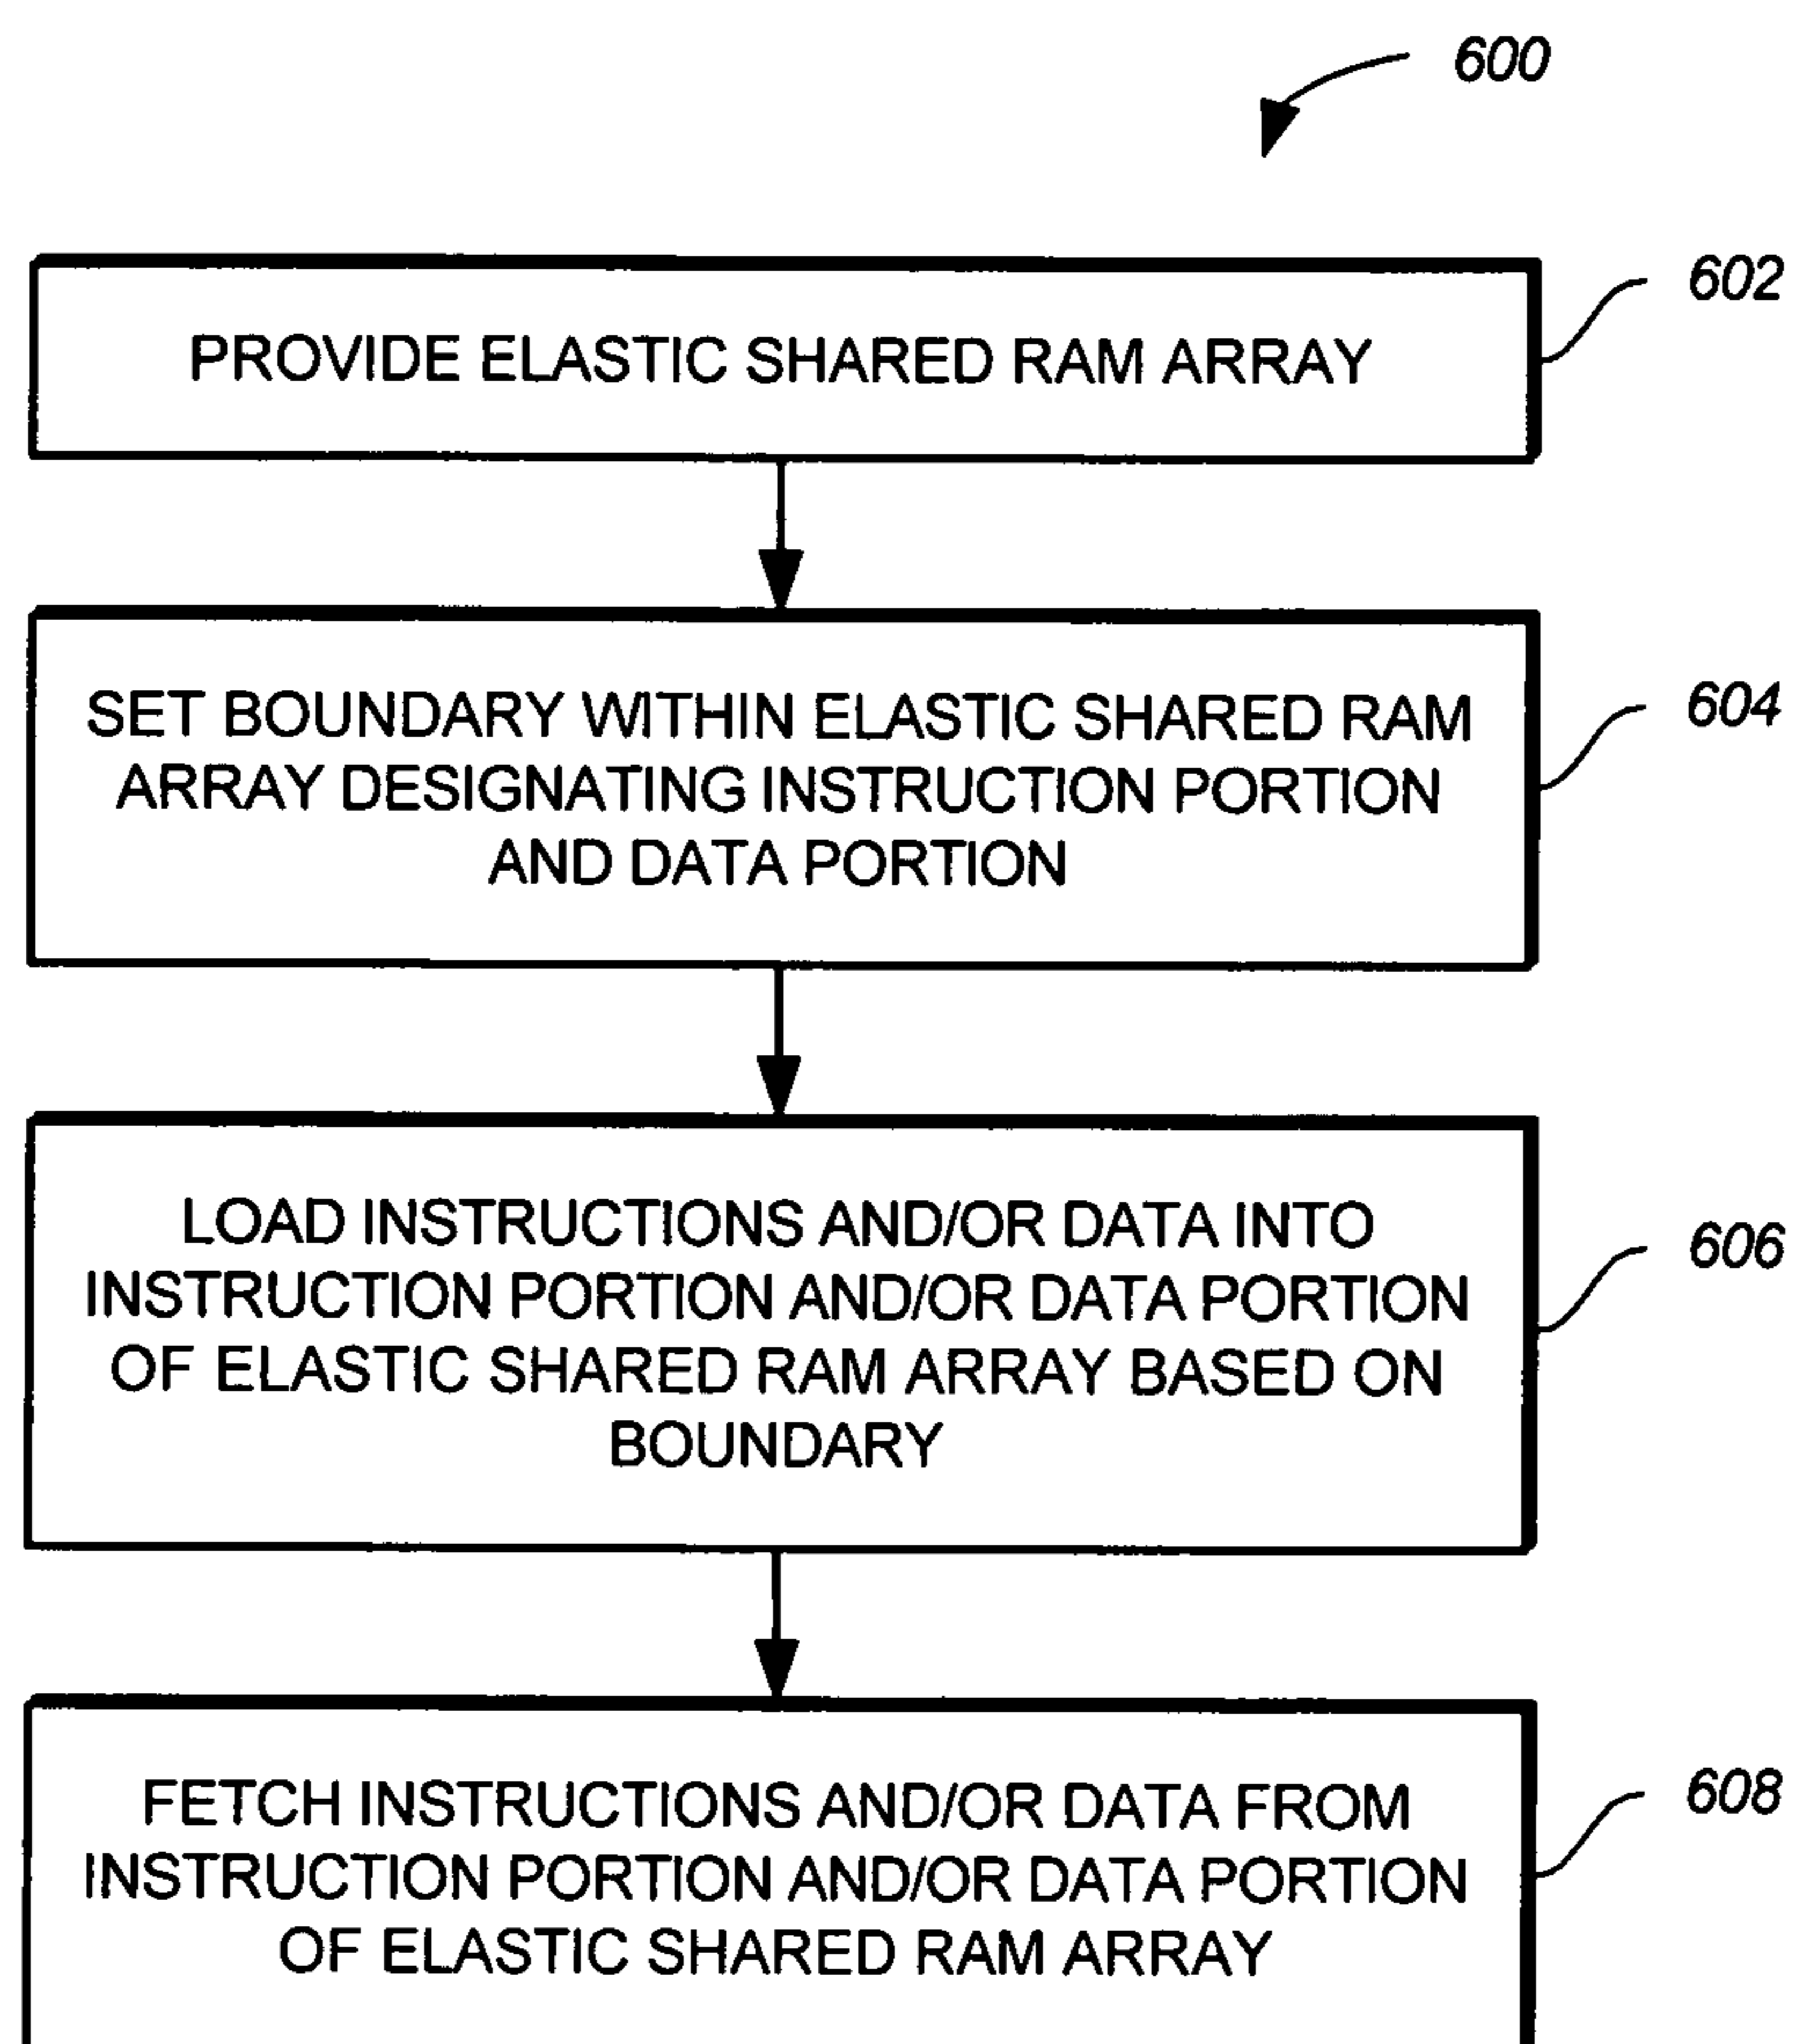 600
602
PROVIDE ELASTIC SHARED RAM ARRAY
604
SET BOUNDARY WITHIN ELASTIC SHARED RAM
ARRAY DESIGNATING INSTRUCTION PORTION
AND DATA PORTION
606
LOAD INSTRUCTIONS AND/OR DATA INTO
INSTRUCTION PORTION AND/OR DATA PORTION
OF ELASTIC SHARED RAM ARRAY BASED ON
BOUNDARY
608
FETCH INSTRUCTIONS AND/OR DATA FROM
INSTRUCTION PORTION AND/OR DATA PORTION
OF ELASTIC SHARED RAM ARRAY